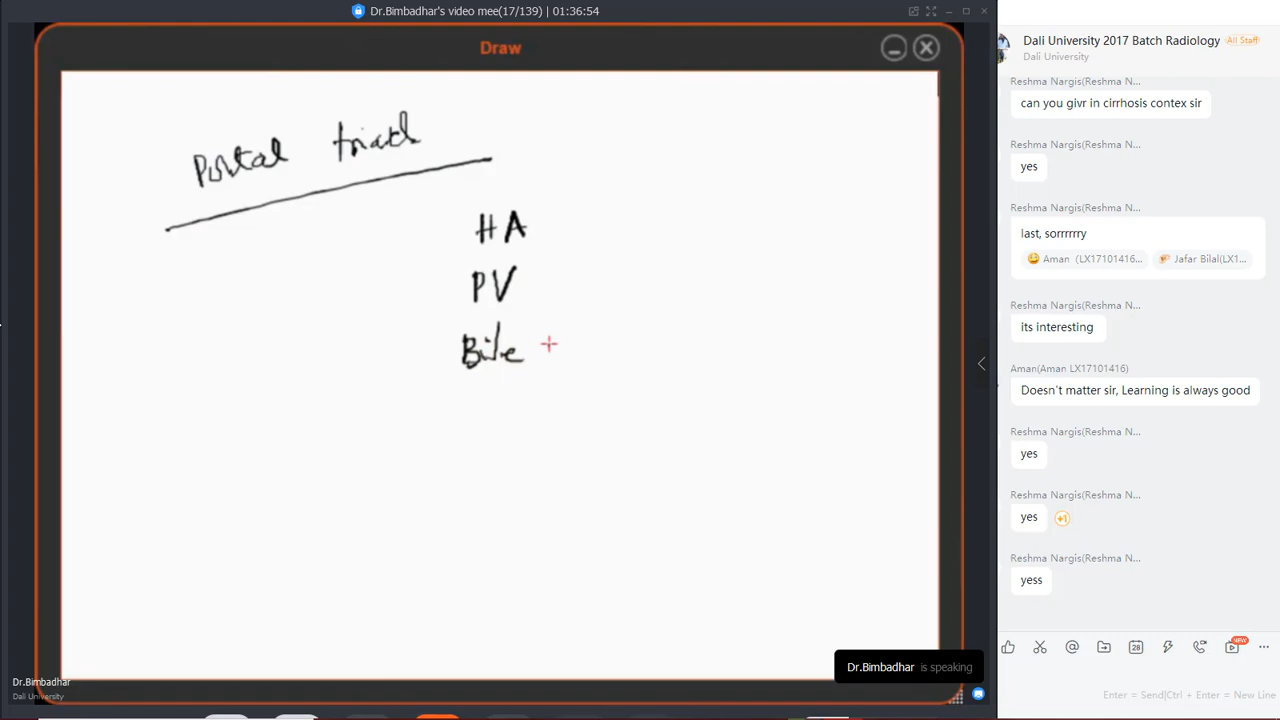 Dr.Bimbadhar's video mee(17/139) | 01:36:54
Draw
Portal triad
HA
PV
Bile
Dr.Bimbadhar
Dali University
Dr.Bimbadhar is speaking
Dali University 2017 Batch Radiology All Staff
Dali University
Reshma Nargis(Reshma N...
can you givr in cirrhosis contex sir
Reshma Nargis(Reshma N...
yes
Reshma Nargis(Reshma N...
last, sorrrrrry
Aman (LX17101416... Jafar Bilal(LX1...
Reshma Nargis(Reshma N...
its interesting
Aman(Aman LX17101416)
Doesn't matter sir, Learning is always good
Reshma Nargis(Reshma N...
yes
Reshma Nargis(Reshma N...
yes +1
Reshma Nargis(Reshma N...
yess
28 NEW
Enter = Send|Ctrl + Enter = New Line